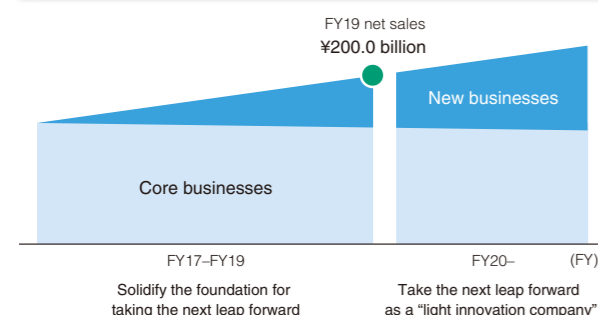 FY19 net sales
¥200.0 billion
New businesses
Core businesses
FY17–FY19
FY20–
(FY)
Solidify the foundation for
taking the next leap forward
Take the next leap forward
as a “light innovation company”